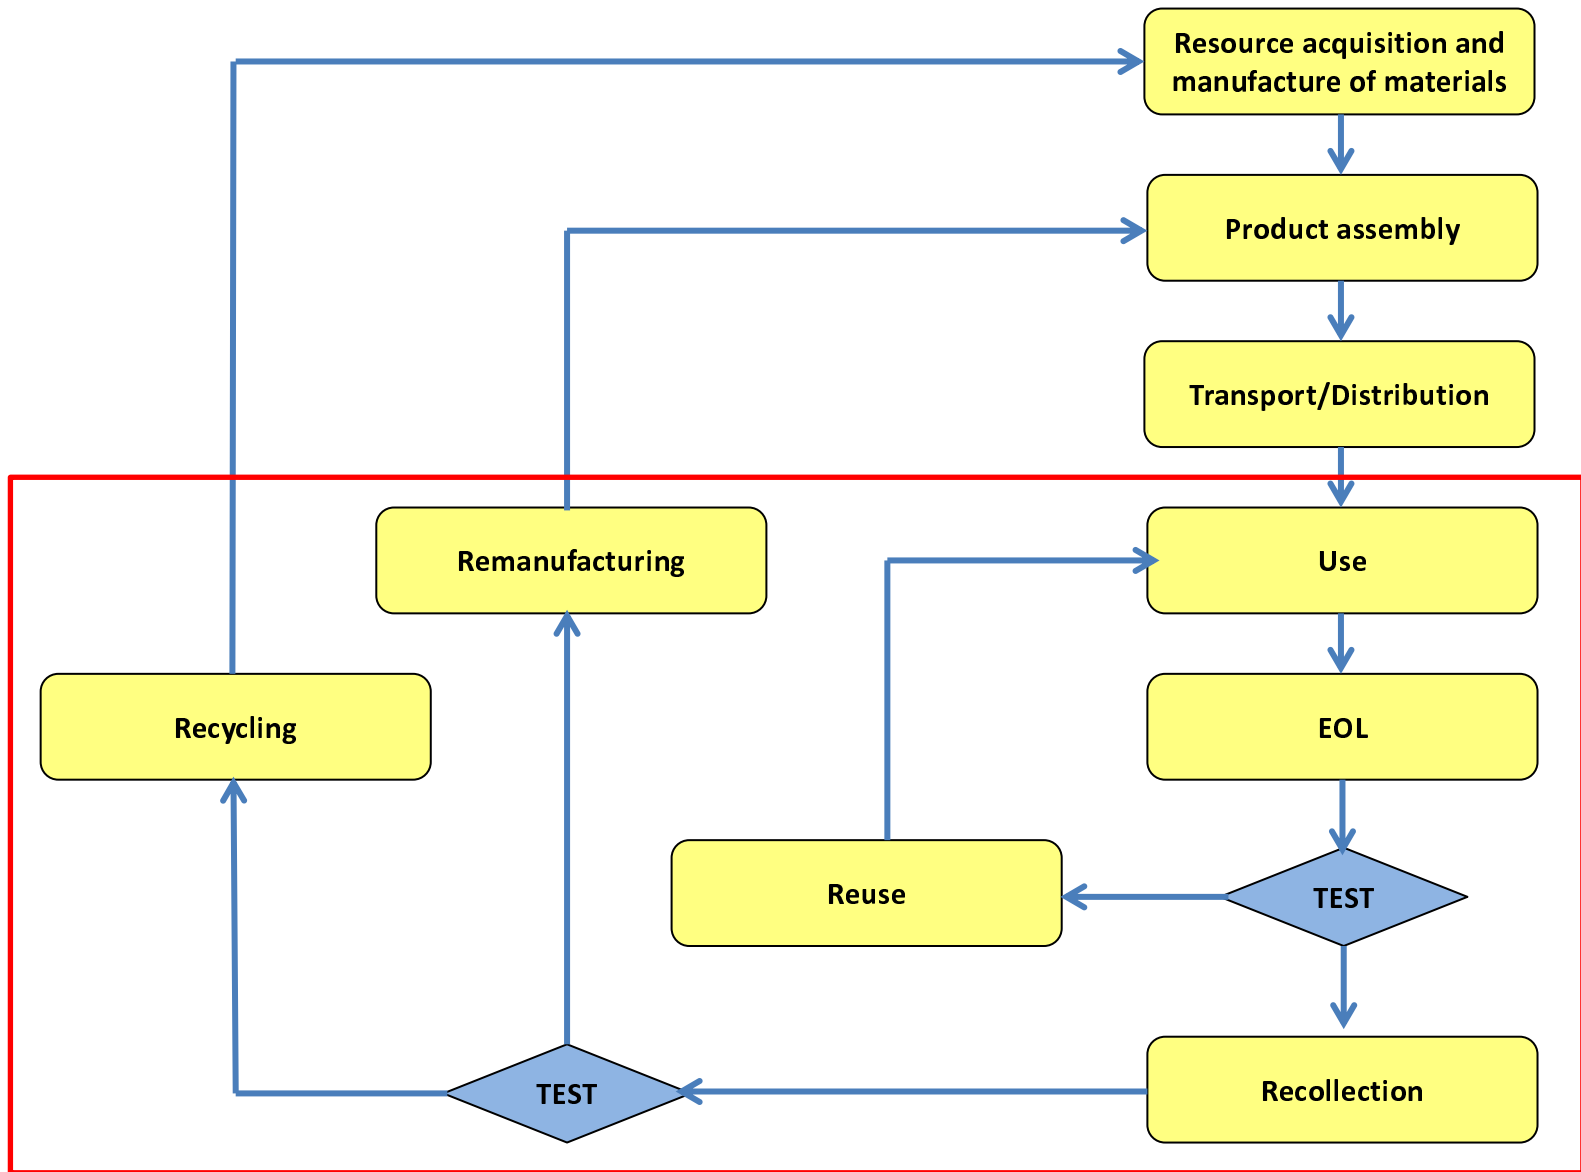 Resource acquisition and
manufacture of materials
Product assembly
Transport/Distribution
Remanufacturing
Use
Recycling
EOL
Reuse
TEST
TEST
Recollection